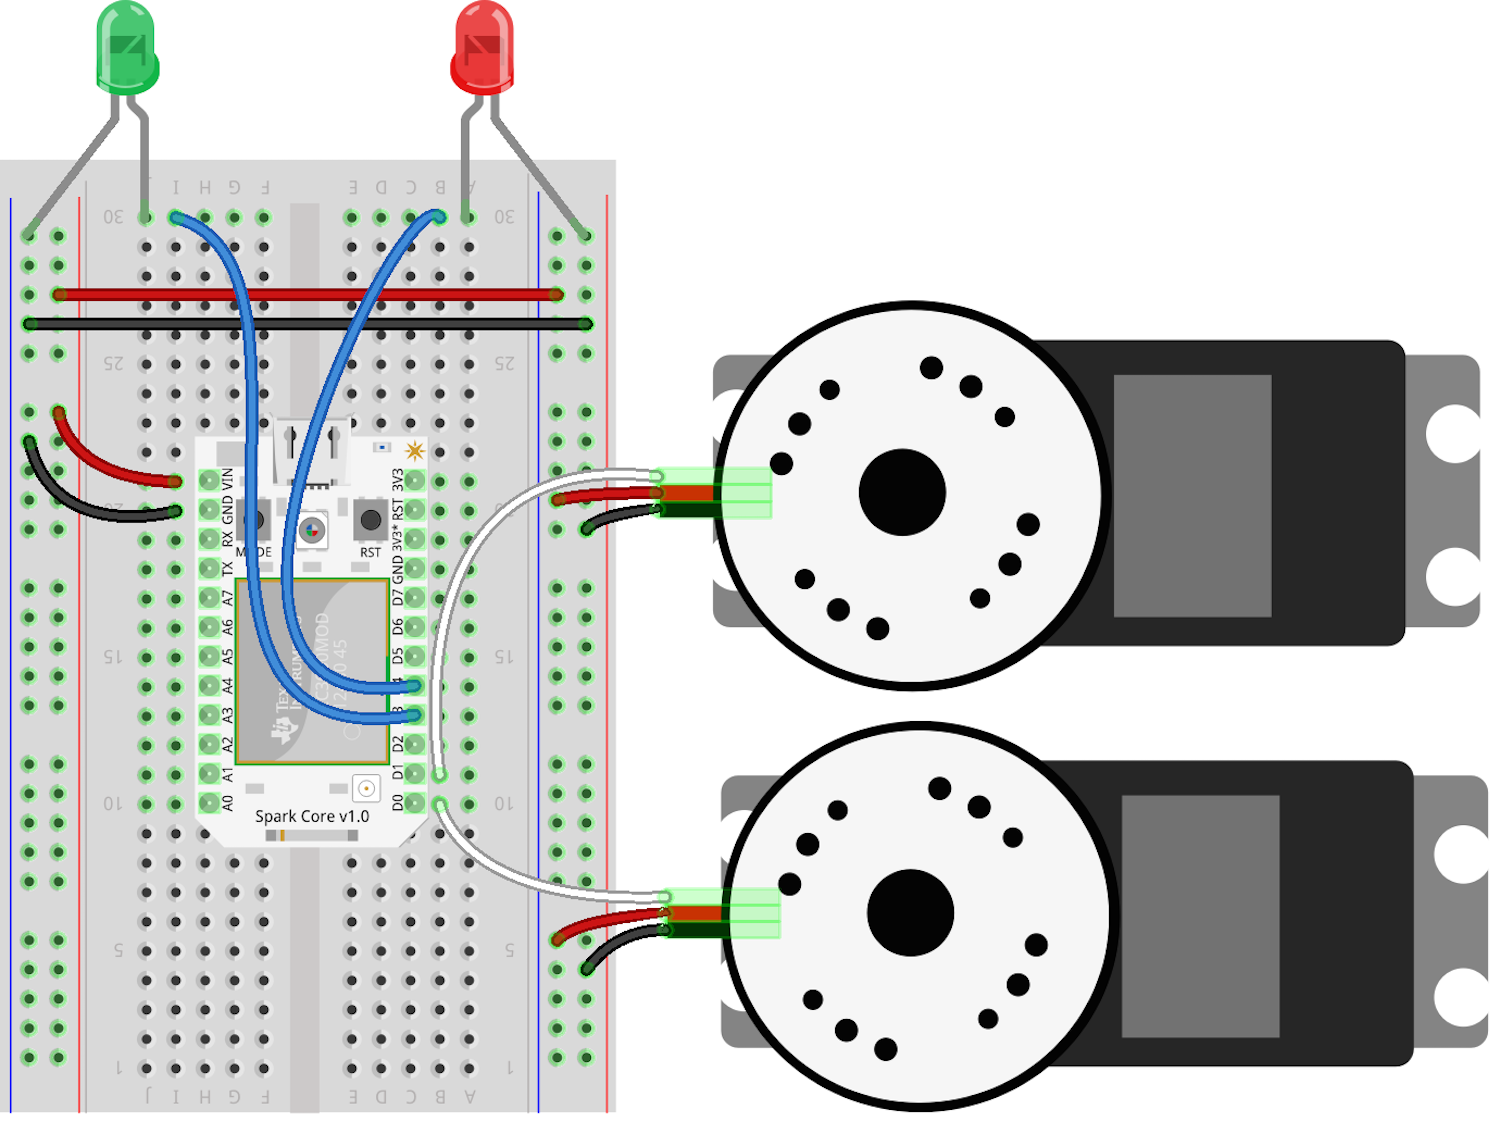 J I H G F E D C B A
30 30
25 25
VIN 3V3
GND RST
20
RX 3V3*
MODE RST
TX GND
A7 D7
A6 D6
A5 D5
15 15
A4
A3
A2 D2
A1 D1
A0 D0
10 10
Spark Core v1.0
5 5
1 1
J I H G F E D C B A